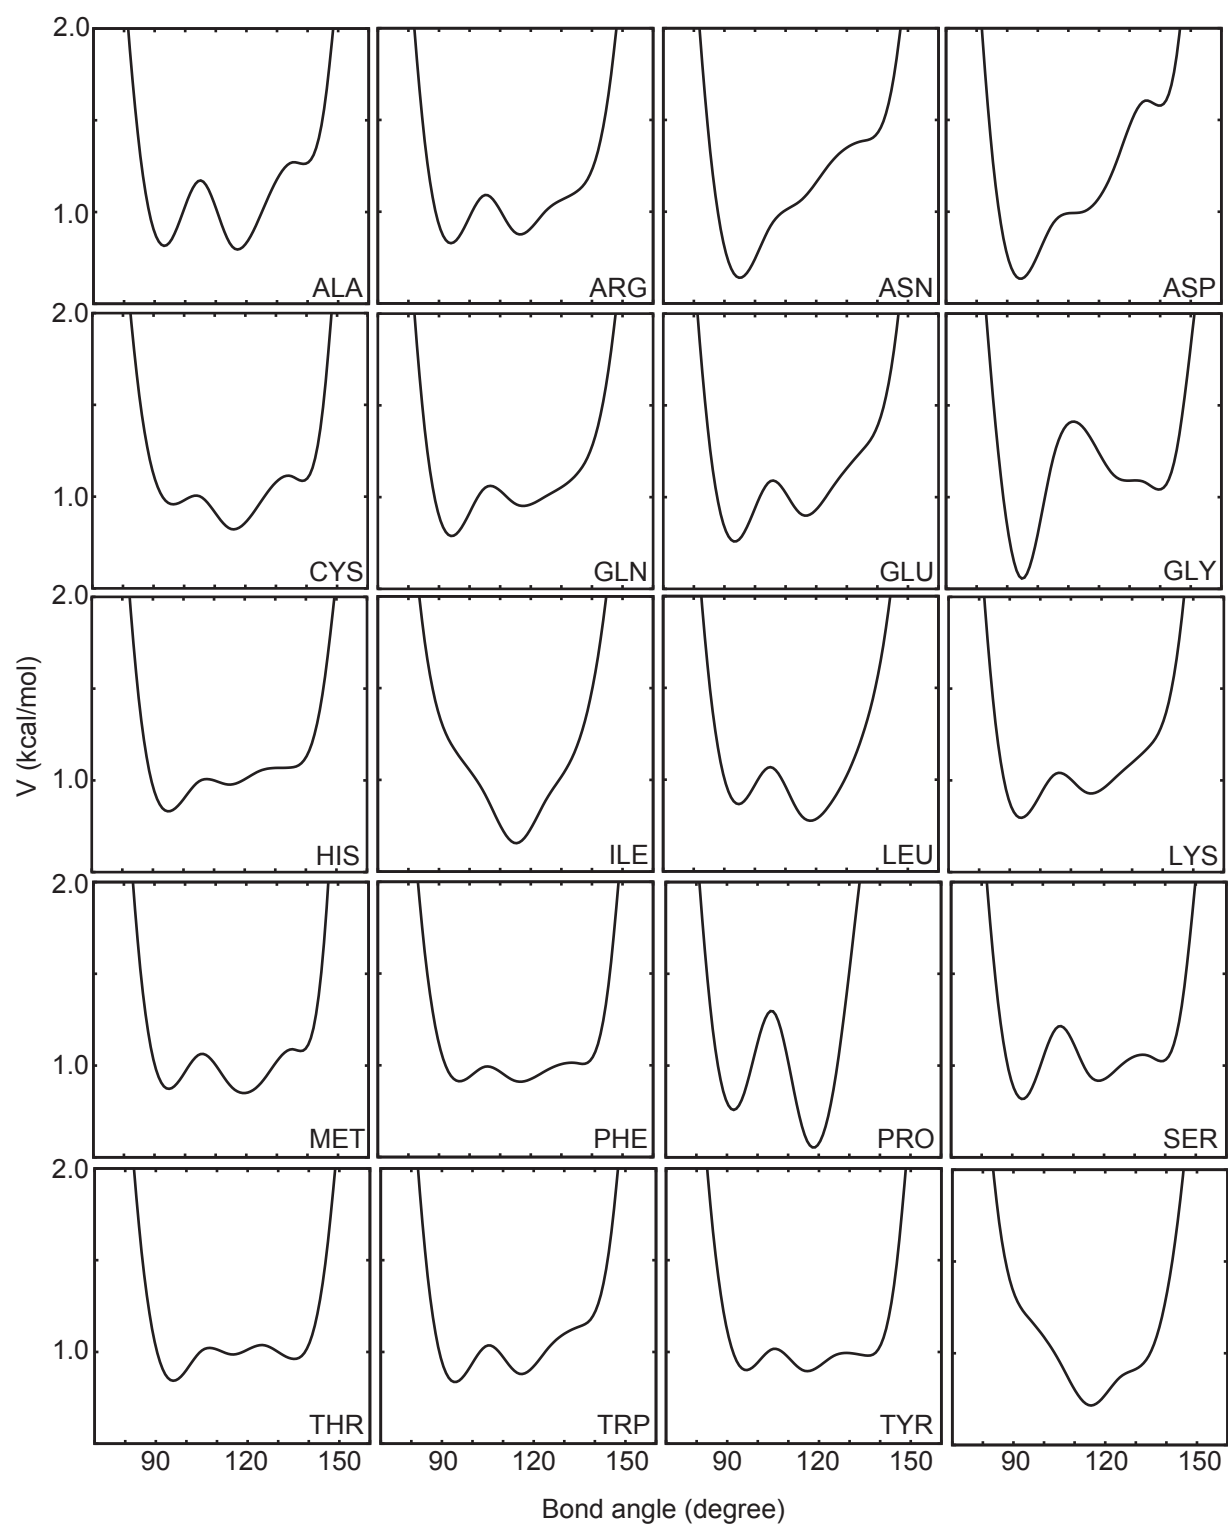 2.0
1.0
ALA
ARG
ASN
ASP
2.0
1.0
CYS
GLN
GLU
GLY
2.0
1.0
HIS
ILE
LEU
LYS
V (kcal/mol)
2.0
1.0
MET
PHE
PRO
SER
2.0
1.0
THR
TRP
TYR
90 120 150 90 120 150 90 120 150 90 120 150
Bond angle (degree)